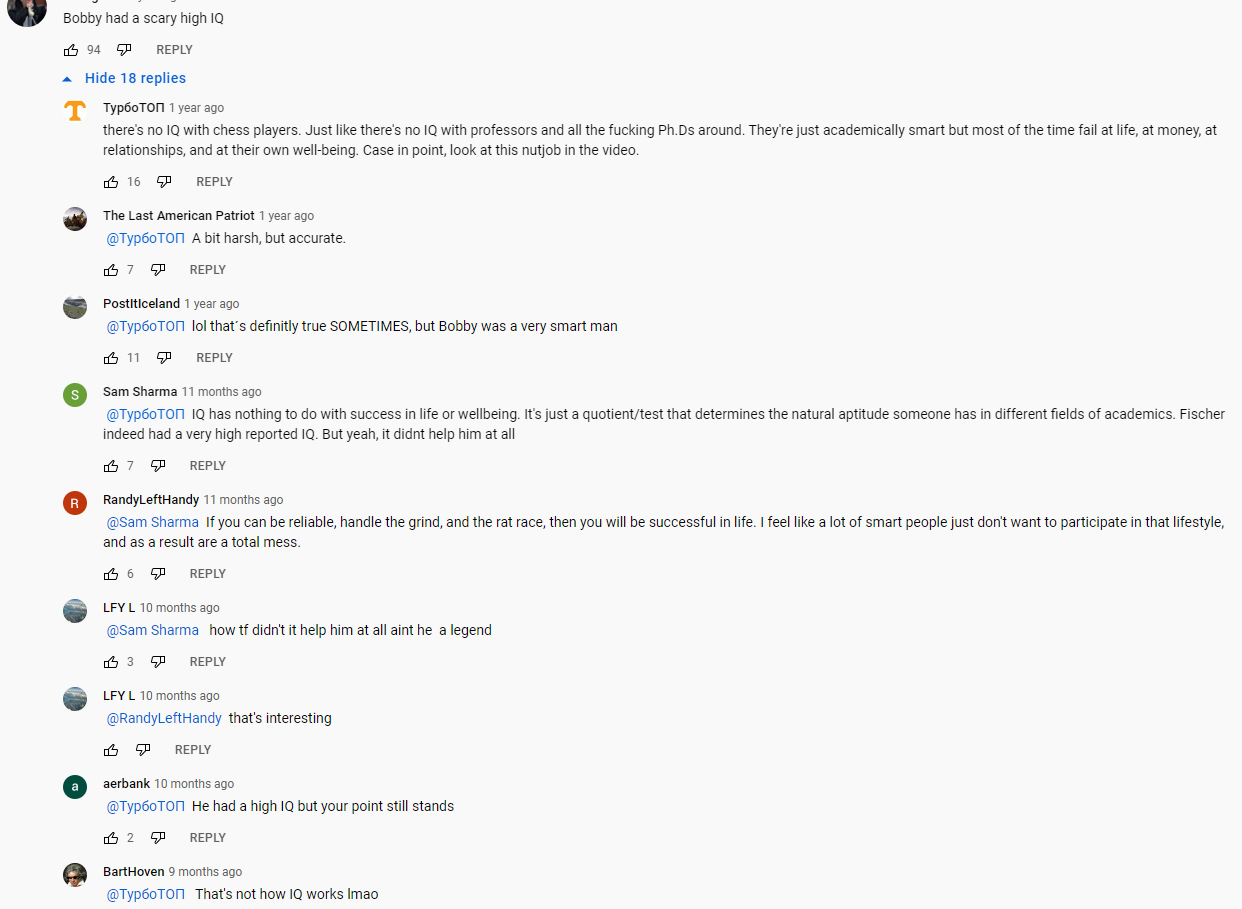 Bobby had a scary high IQ
94 REPLY
Hide 18 replies
ТурбоТОП 1 year ago
there's no IQ with chess players. Just like there's no IQ with professors and all the fucking Ph.Ds around. They're just academically smart but most of the time fail at life, at money, at
relationships, and at their own well-being. Case in point, look at this nutjob in the video.
16 REPLY
The Last American Patriot 1 year ago
@ТурбоТОП A bit harsh, but accurate.
7 REPLY
PostItIceland 1 year ago
@ТурбоТОП lol that´s definitly true SOMETIMES, but Bobby was a very smart man
11 REPLY
S
Sam Sharma 11 months ago
@ТурбоТОП IQ has nothing to do with success in life or wellbeing. It's just a quotient/test that determines the natural aptitude someone has in different fields of academics. Fischer
indeed had a very high reported IQ. But yeah, it didnt help him at all
7 REPLY
R
RandyLeftHandy 11 months ago
@Sam Sharma If you can be reliable, handle the grind, and the rat race, then you will be successful in life. I feel like a lot of smart people just don't want to participate in that lifestyle,
and as a result are a total mess.
6 REPLY
LFY L 10 months ago
@Sam Sharma how tf didn't it help him at all aint he a legend
3 REPLY
LFY L 10 months ago
@RandyLeftHandy that's interesting
REPLY
a
aerbank 10 months ago
@ТурбоТОП He had a high IQ but your point still stands
2 REPLY
BartHoven 9 months ago
@ТурбоТОП That's not how IQ works lmao